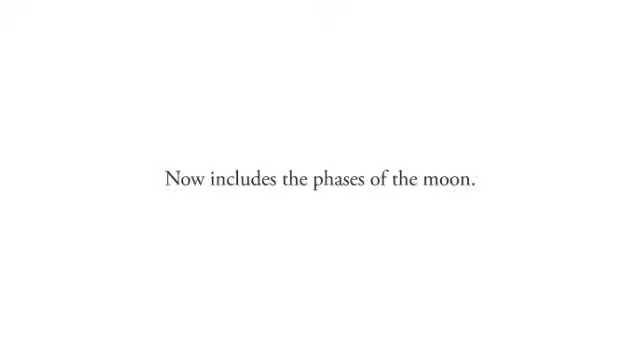 Now includes the phases of the moon.